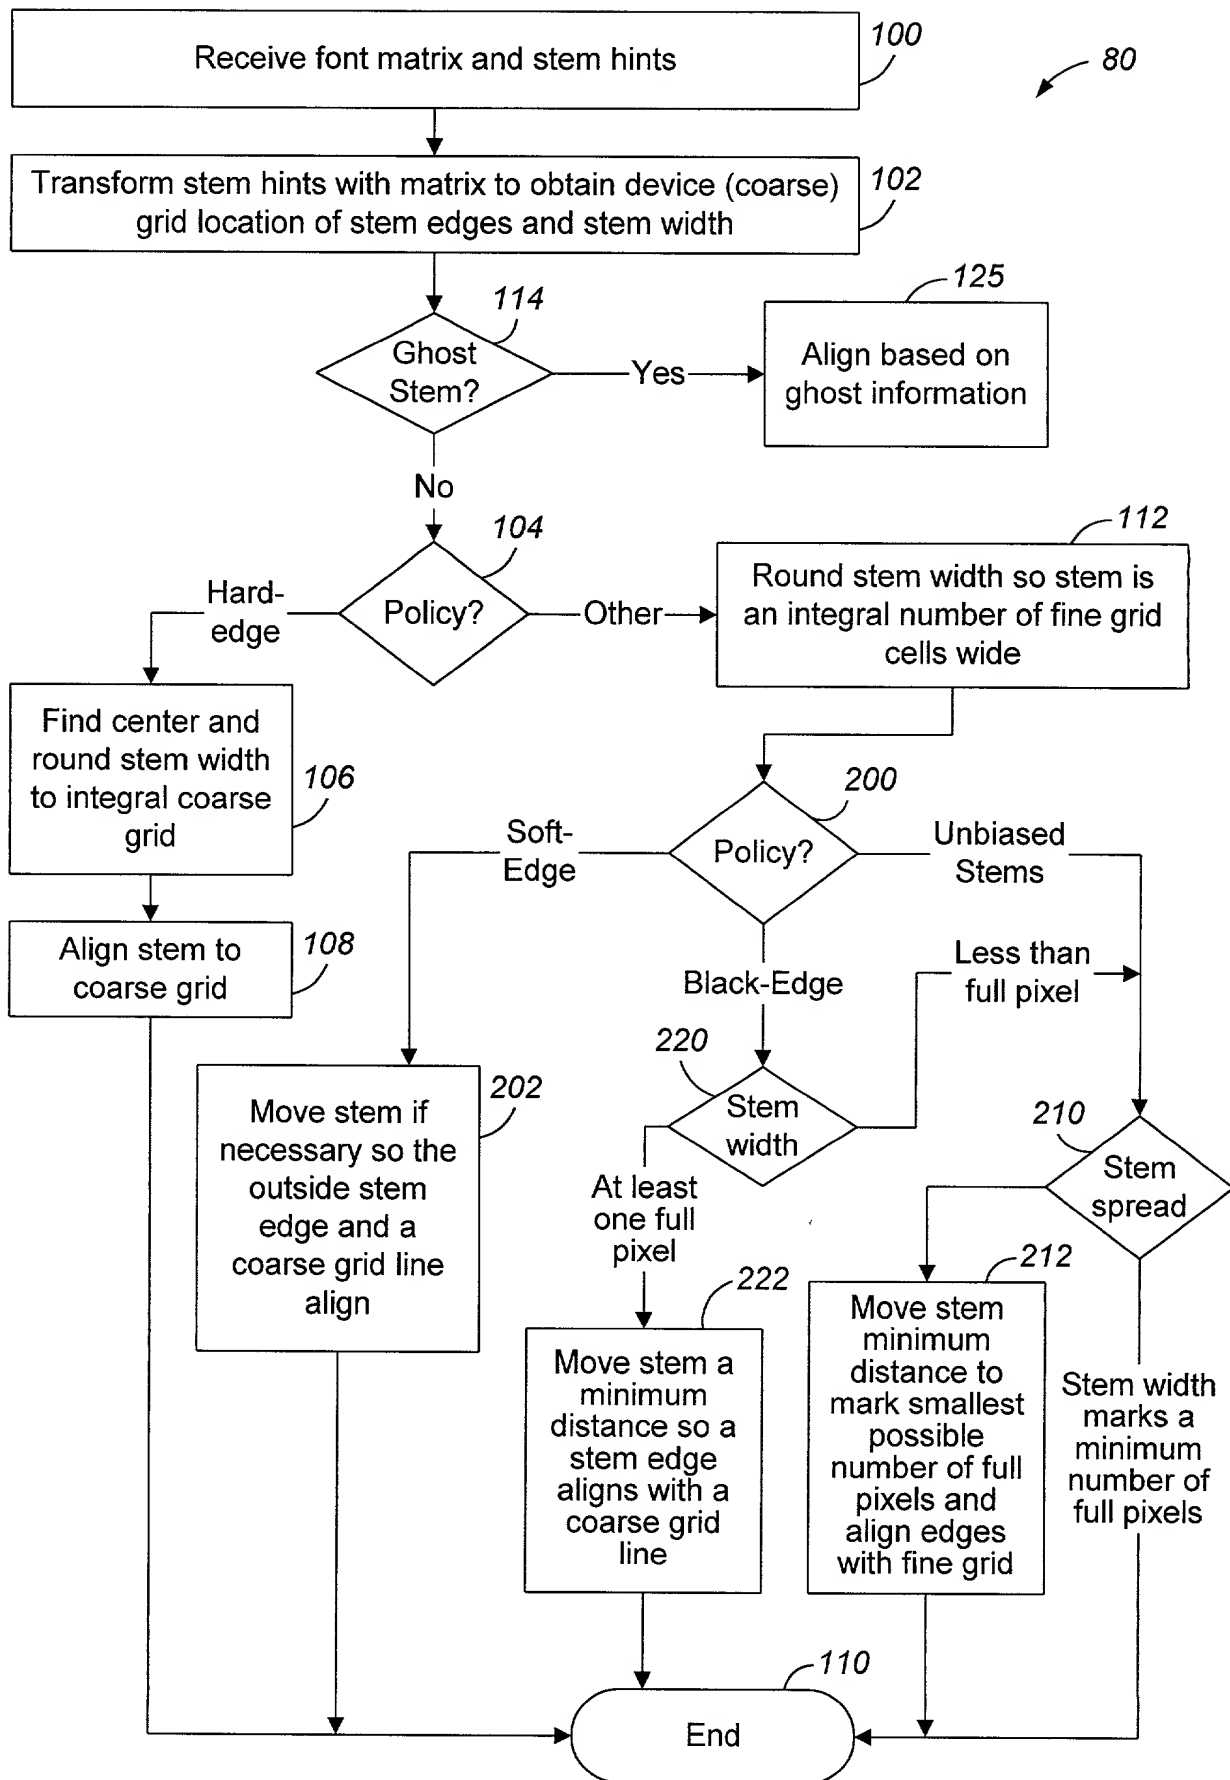 Receive font matrix and stem hints
100
80
Transform stem hints with matrix to obtain device (coarse)
grid location of stem edges and stem width
102
114
Ghost
Stem?
Yes
125
Align based on
ghost information
No
104
Policy?
Hard-
edge
Other
112
Round stem width so stem is
an integral number of fine grid
cells wide
Find center and
round stem width
to integral coarse
grid
106
200
Policy?
Soft-
Edge
Unbiased
Stems
Align stem to
coarse grid
108
Black-Edge
Less than
full pixel
220
Stem
width
202
Move stem if
necessary so the
outside stem
edge and a
coarse grid line
align
210
Stem
spread
At least
one full
pixel
222
Move stem a
minimum
distance so a
stem edge
aligns with a
coarse grid
line
212
Move stem
minimum
distance to
mark smallest
possible
number of full
pixels and
align edges
with fine grid
Stem width
marks a
minimum
number of
full pixels
110
End